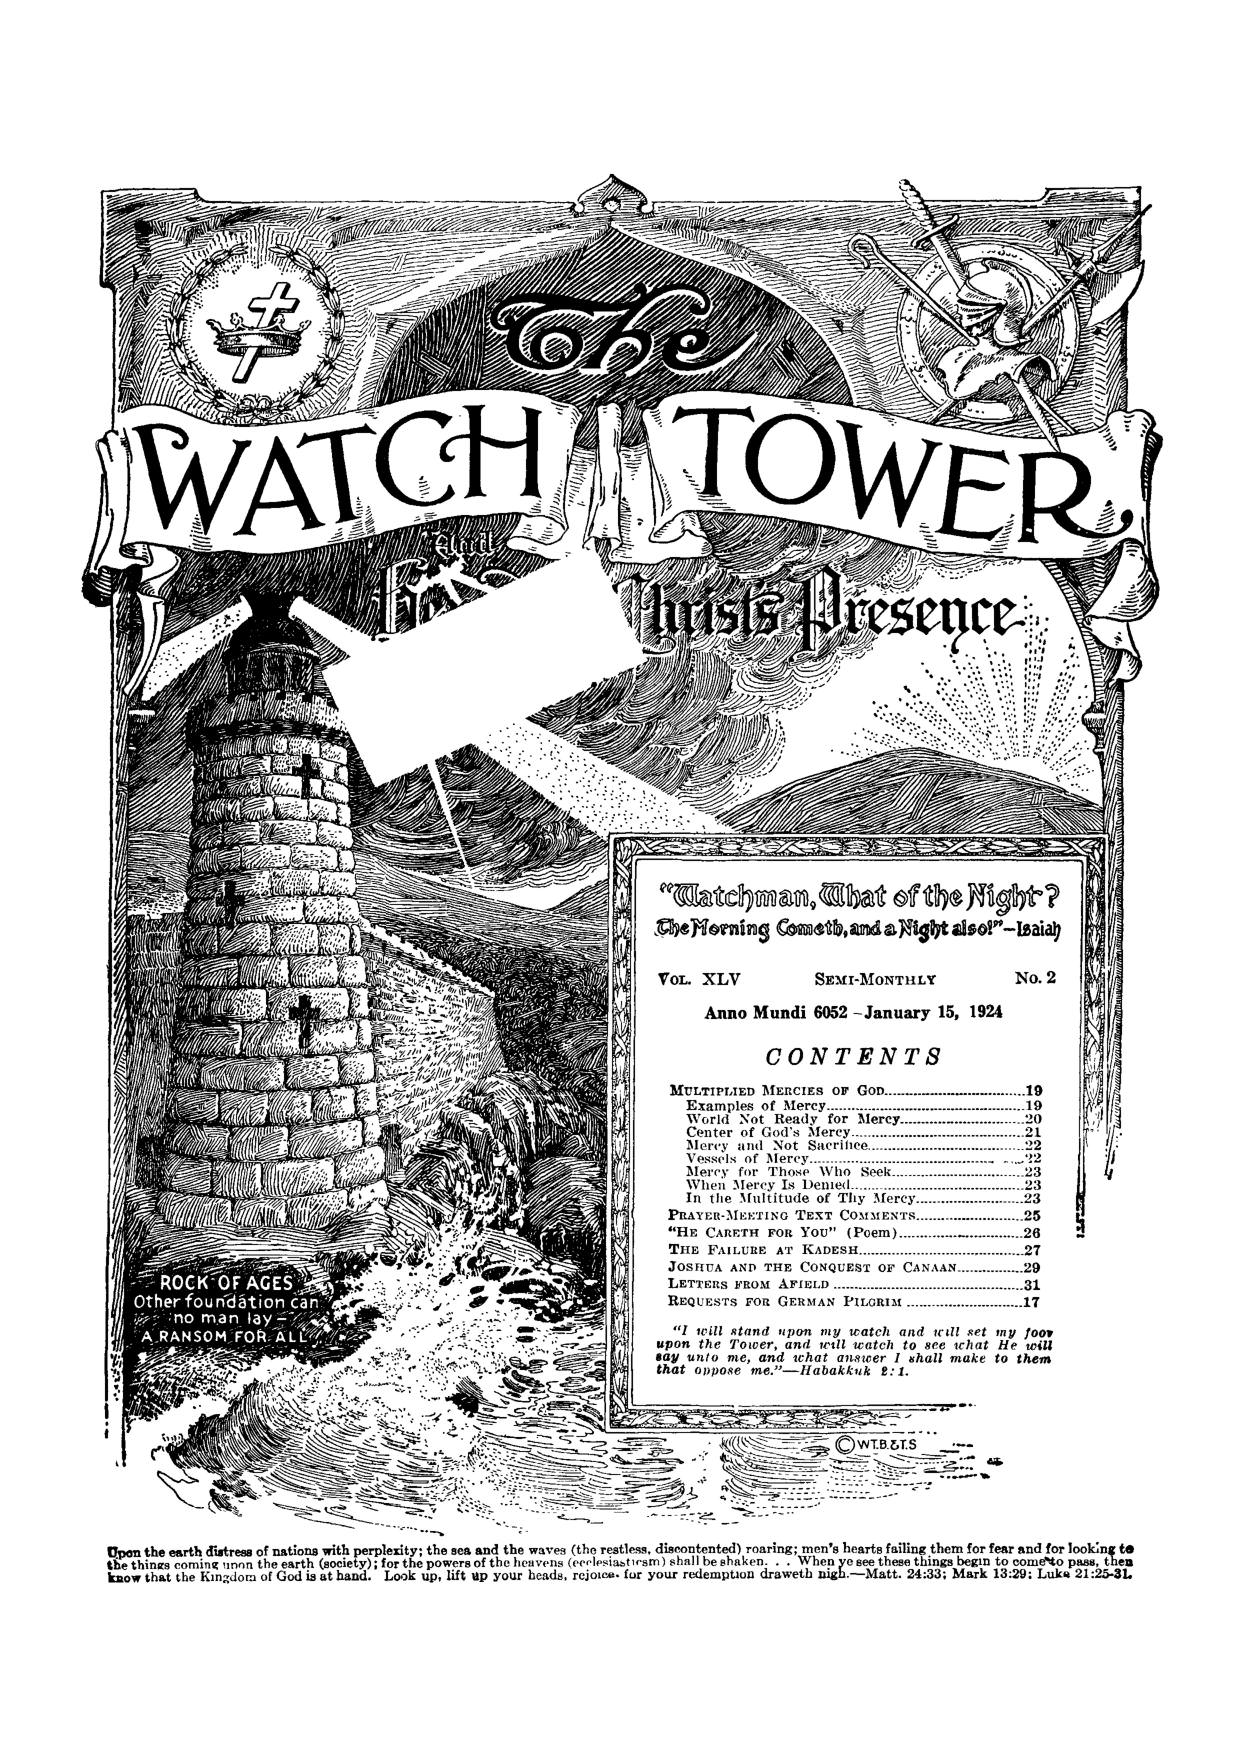 The
WATCH TOWER
And
Christ's Presence
"Watchman, What of the Night?
The Morning Cometh, and a Night also!"—Isaiah
VOL. XLV SEMI-MONTHLY No. 2
Anno Mundi 6052 – January 15, 1924
CONTENTS
MULTIPLIED MERCIES OF GOD 19
Examples of Mercy 19
World Not Ready for Mercy 20
Center of God's Mercy 21
Mercy and Not Sacrifice 22
Vessels of Mercy 22
Mercy for Those Who Seek 23
When Mercy Is Denied 23
In the Multitude of Thy Mercy 23
PRAYER-MEETING TEXT COMMENTS 25
"HE CARETH FOR YOU" (Poem) 26
THE FAILURE AT KADESH 27
JOSHUA AND THE CONQUEST OF CANAAN 29
LETTERS FROM AFIELD 31
REQUESTS FOR GERMAN PILGRIM 17
"I will stand upon my watch and will set my foot
upon the Tower, and will watch to see what He will
say unto me, and what answer I shall make to them
that oppose me."—Habakkuk 2:1.
ROCK OF AGES
Other foundation can
no man lay –
A RANSOM FOR ALL
©W.T.B.&T.S
Upon the earth distress of nations with perplexity; the sea and the waves (the restless, discontented) roaring; men's hearts failing them for fear and for looking to
the things coming upon the earth (society); for the powers of the heavens (ecclesiasticsm) shall be shaken. . . When ye see these things begin to come to pass, then
know that the Kingdom of God is at hand. Look up, lift up your heads, rejoice, for your redemption draweth nigh.—Matt. 24:33; Mark 13:29; Luke 21:25-31.